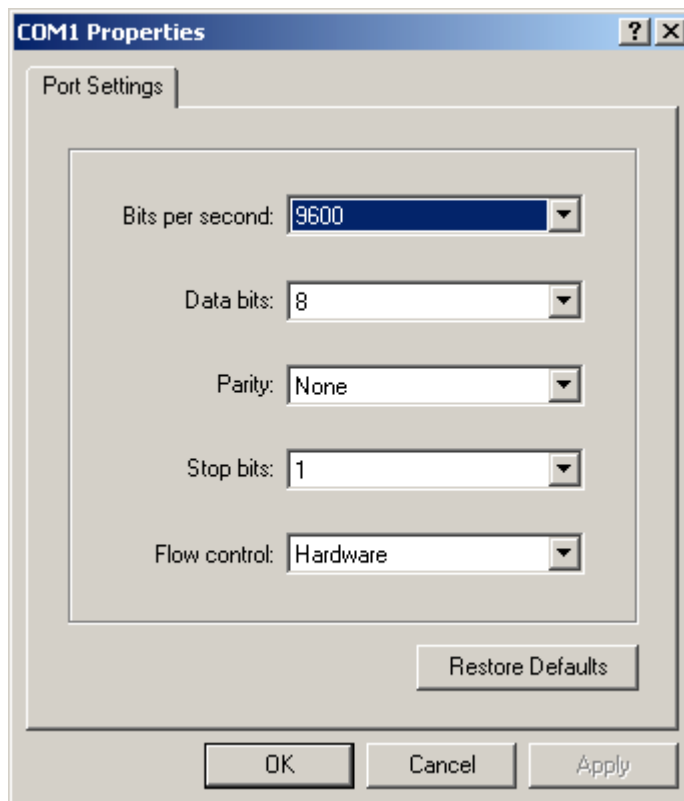 COM1 Properties
Port Settings
Bits per second: 9600
Data bits: 8
Parity: None
Stop bits: 1
Flow control: Hardware
Restore Defaults
OK Cancel Apply